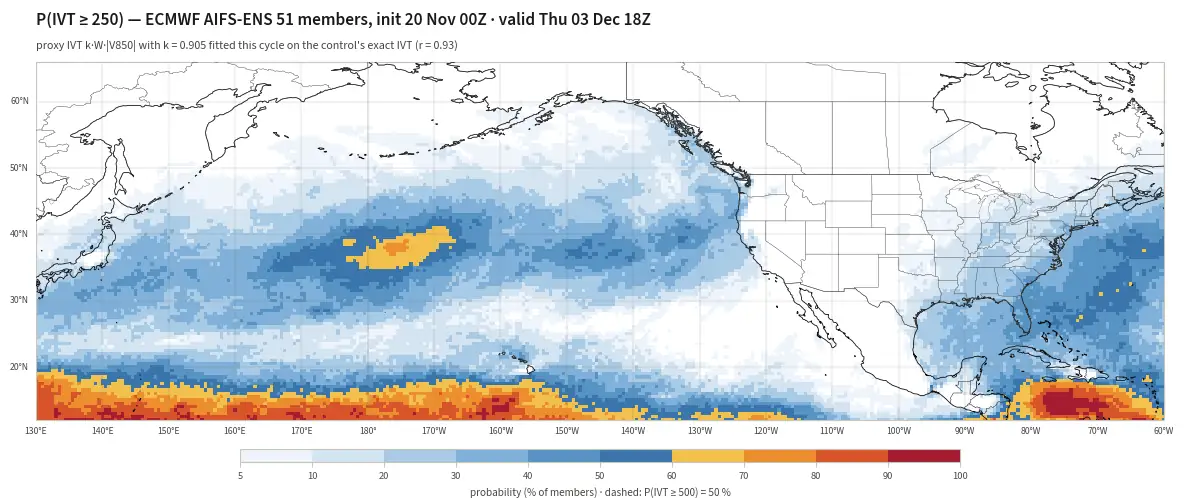 P(IVT ≥ 250) — ECMWF AIFS-ENS 51 members, init 20 Nov 00Z · valid Thu 03 Dec 18Z
proxy IVT k·W·|V850| with k = 0.905 fitted this cycle on the control's exact IVT (r = 0.93)
60°N
50°N
40°N
30°N
20°N
130°E 140°E 150°E 160°E 170°E 180° 170°W 160°W 150°W 140°W 130°W 120°W 110°W 100°W 90°W 80°W 70°W 60°W
5 10 20 30 40 50 60 70 80 90 100
probability (% of members) · dashed: P(IVT ≥ 500) = 50 %